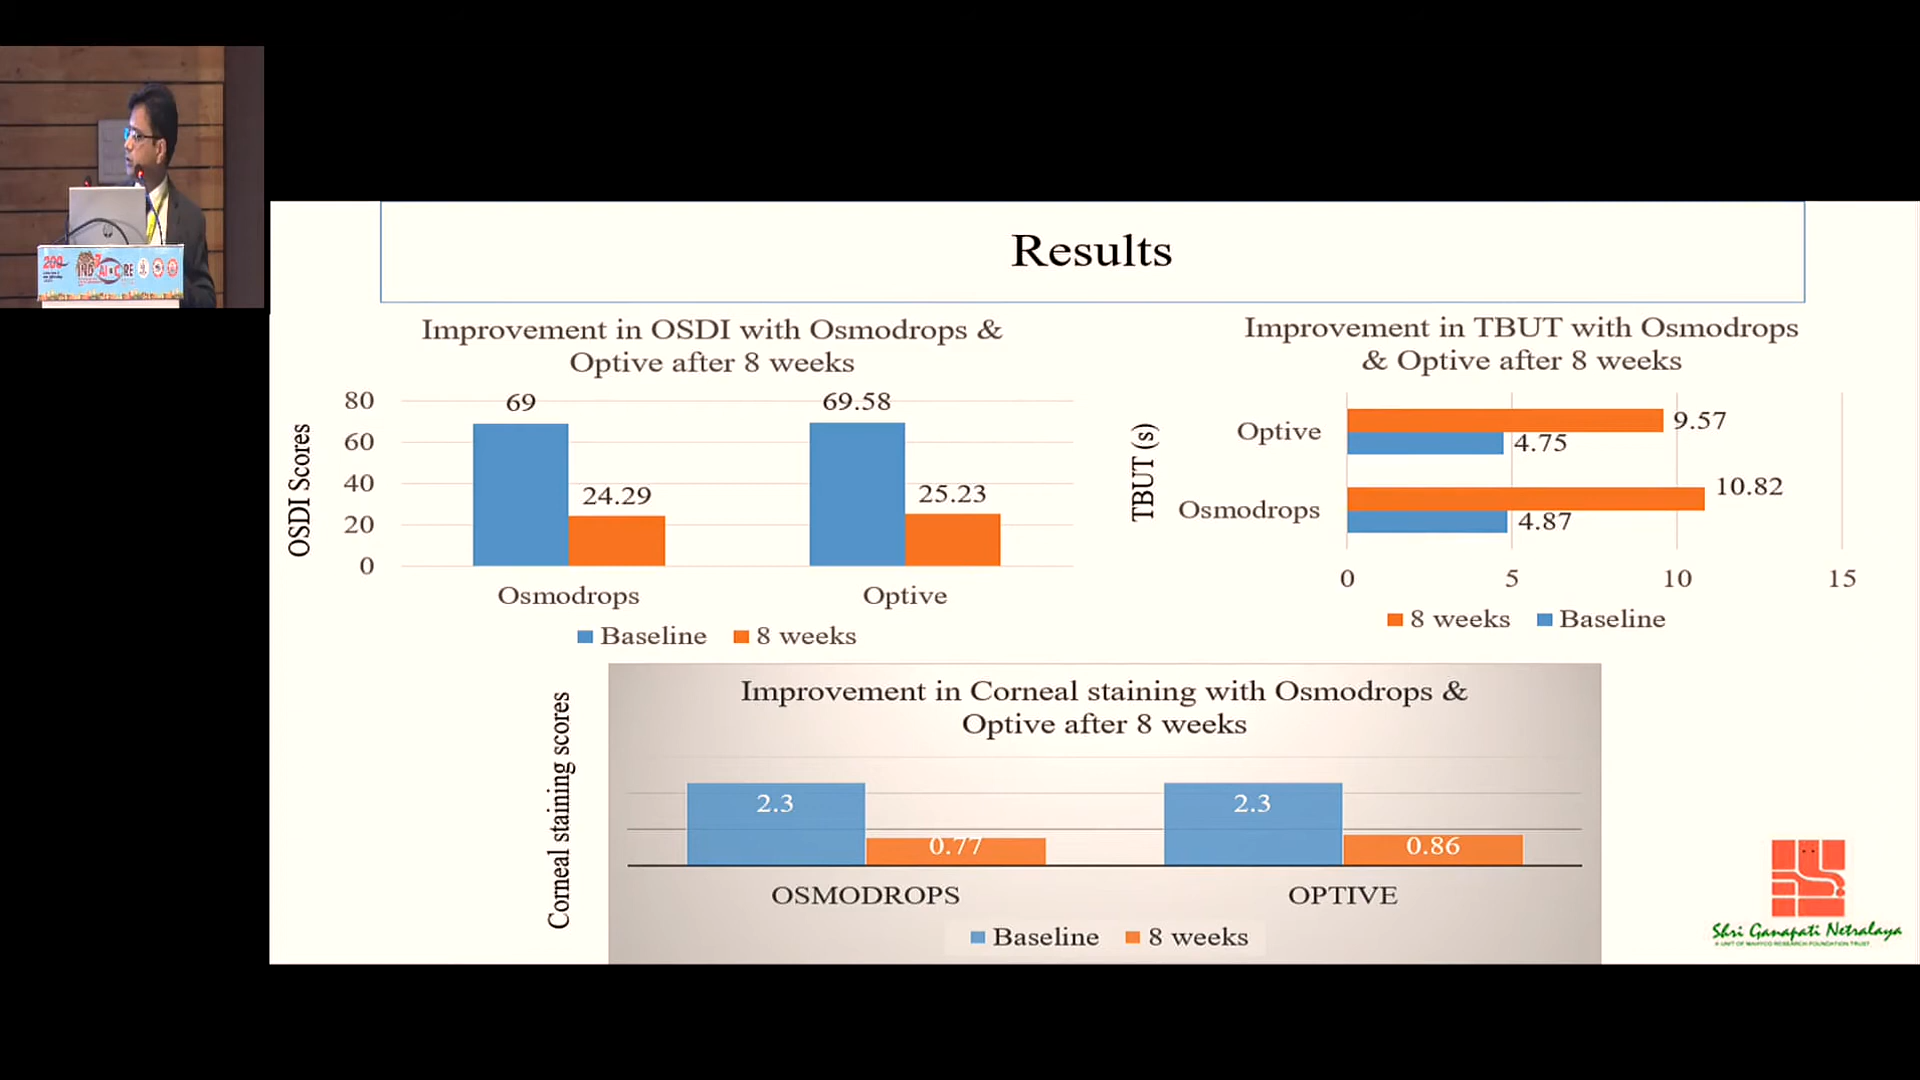 Results
Improvement in OSDI with Osmodrops &
Optive after 8 weeks
OSDI Scores
80
60
40
20
0
69
24.29
69.58
25.23
Osmodrops
Optive
Baseline
8 weeks
Improvement in TBUT with Osmodrops
& Optive after 8 weeks
TBUT (s)
Optive
9.57
4.75
Osmodrops
10.82
4.87
0 5 10 15
8 weeks
Baseline
Corneal staining scores
Improvement in Corneal staining with Osmodrops &
Optive after 8 weeks
2.3
0.77
2.3
0.86
OSMODROPS
OPTIVE
Baseline
8 weeks
Shri Ganapati Netralaya